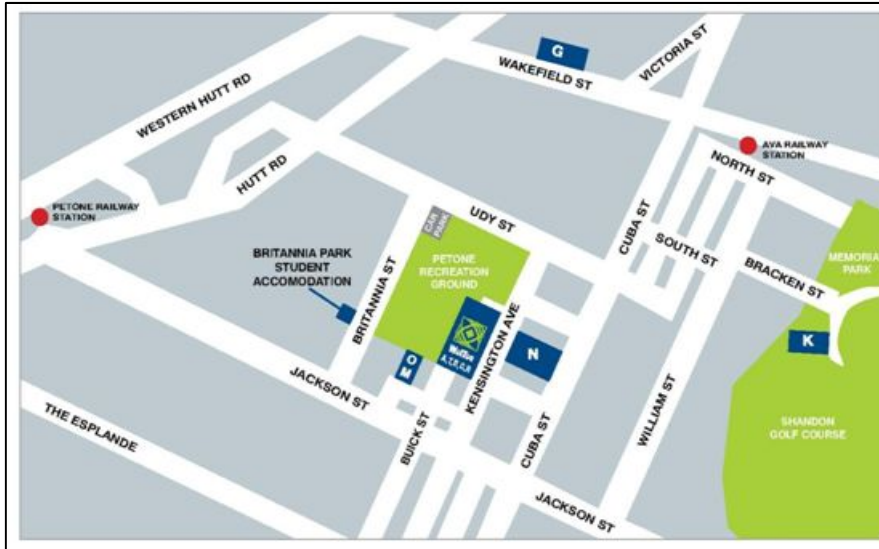 G
WAKEFIELD ST
VICTORIA ST
WESTERN HUTT RD
HUTT RD
AVA RAILWAY
STATION
NORTH ST
PETONE RAILWAY
STATION
CAR
PARK
UDY ST
CUBA ST
SOUTH ST
BRACKEN ST
MEMORIA
PARK
BRITANNIA PARK
STUDENT
ACCOMODATION
BRITANNIA ST
PETONE
RECREATION
GROUND
KENSINGTON AVE
N
K
O
M
JACKSON ST
BUICK ST
CUBA ST
WILLIAM ST
SHANDON
GOLF COURSE
THE ESPLANDE
JACKSON ST